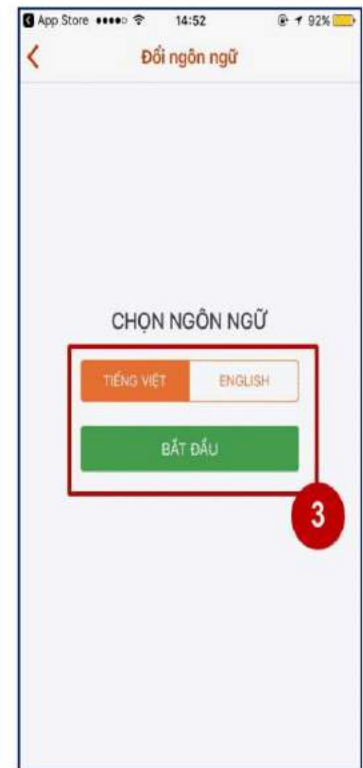 App Store 14:52 92%
Đổi ngôn ngữ
CHỌN NGÔN NGỮ
TIẾNG VIỆT ENGLISH
BẮT ĐẦU
3